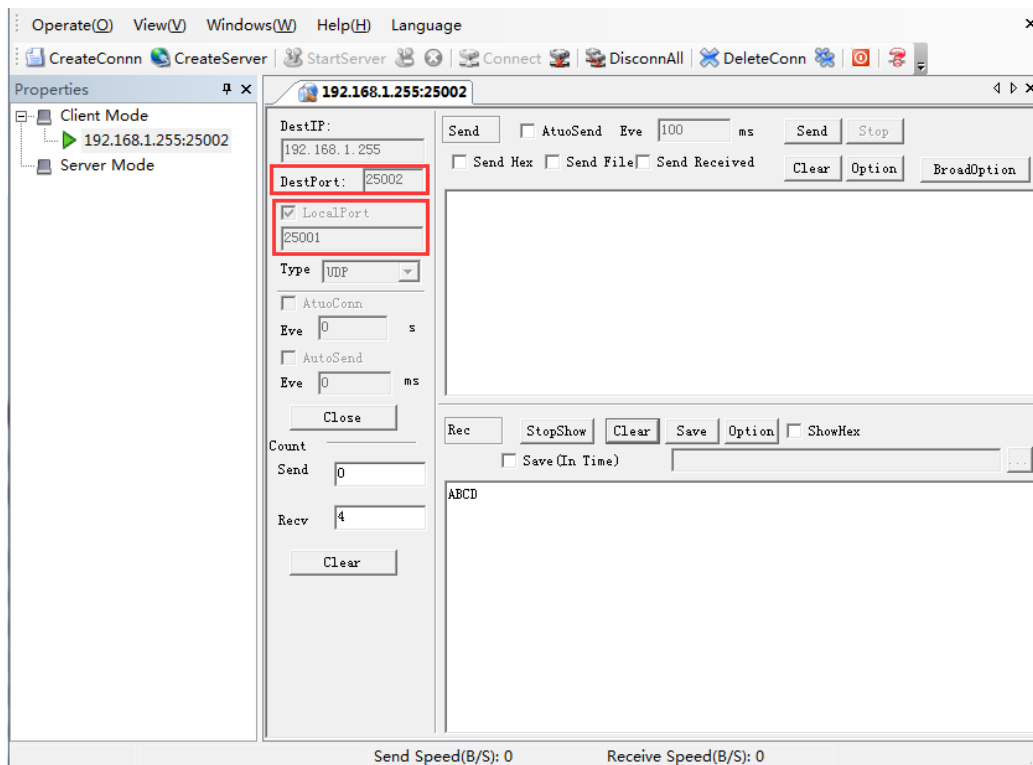 Operate(O) View(V) Windows(W) Help(H) Language
CreateConnn CreateServer StartServer Connect DisconnAll DeleteConn
Properties
Client Mode
192.168.1.255:25002
Server Mode
192.168.1.255:25002
DestIP:
192.168.1.255
DestPort: 25002
LocalPort
25001
Type UDP
AtuoConn
Eve 0 s
AutoSend
Eve 0 ms
Close
Count
Send 0
Recv 4
Clear
Send AtuoSend Eve 100 ms Send Stop
Send Hex Send File Send Received Clear Option BroadOption
Rec StopShow Clear Save Option ShowHex
Save(In Time) ...
ABCD
Send Speed(B/S): 0 Receive Speed(B/S): 0